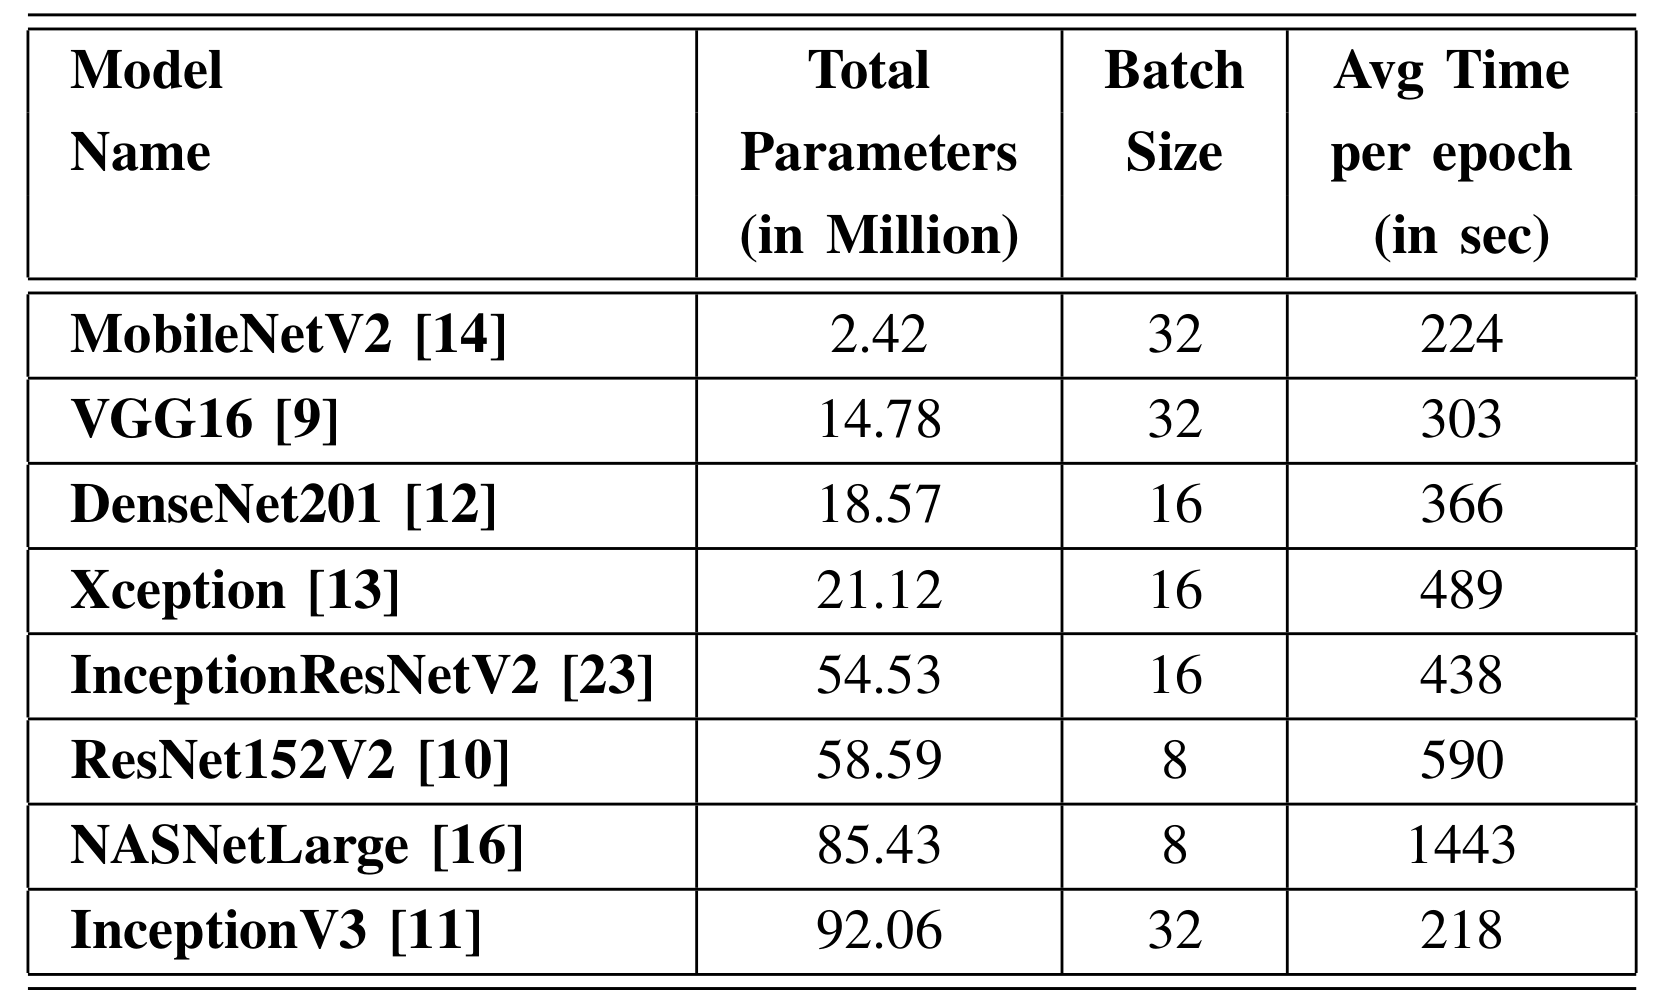 Model Total Batch Avg Time
Name Parameters Size per epoch
(in Million) (in sec)
MobileNetV2 [14] 2.42 32 224
VGG16 [9] 14.78 32 303
DenseNet201 [12] 18.57 16 366
Xception [13] 21.12 16 489
InceptionResNetV2 [23] 54.53 16 438
ResNet152V2 [10] 58.59 8 590
NASNetLarge [16] 85.43 8 1443
InceptionV3 [11] 92.06 32 218